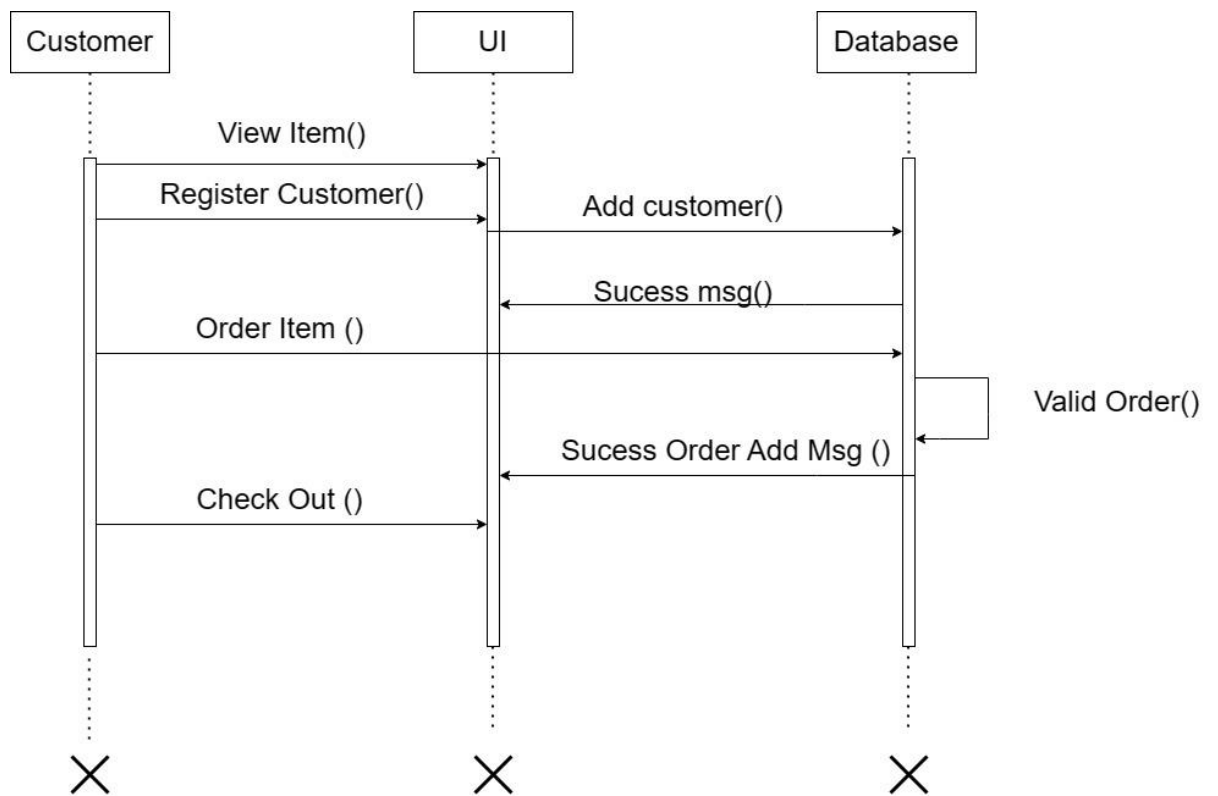 Customer
UI
Database
View Item()
Register Customer()
Add customer()
Sucess msg()
Order Item ()
Valid Order()
Sucess Order Add Msg ()
Check Out ()